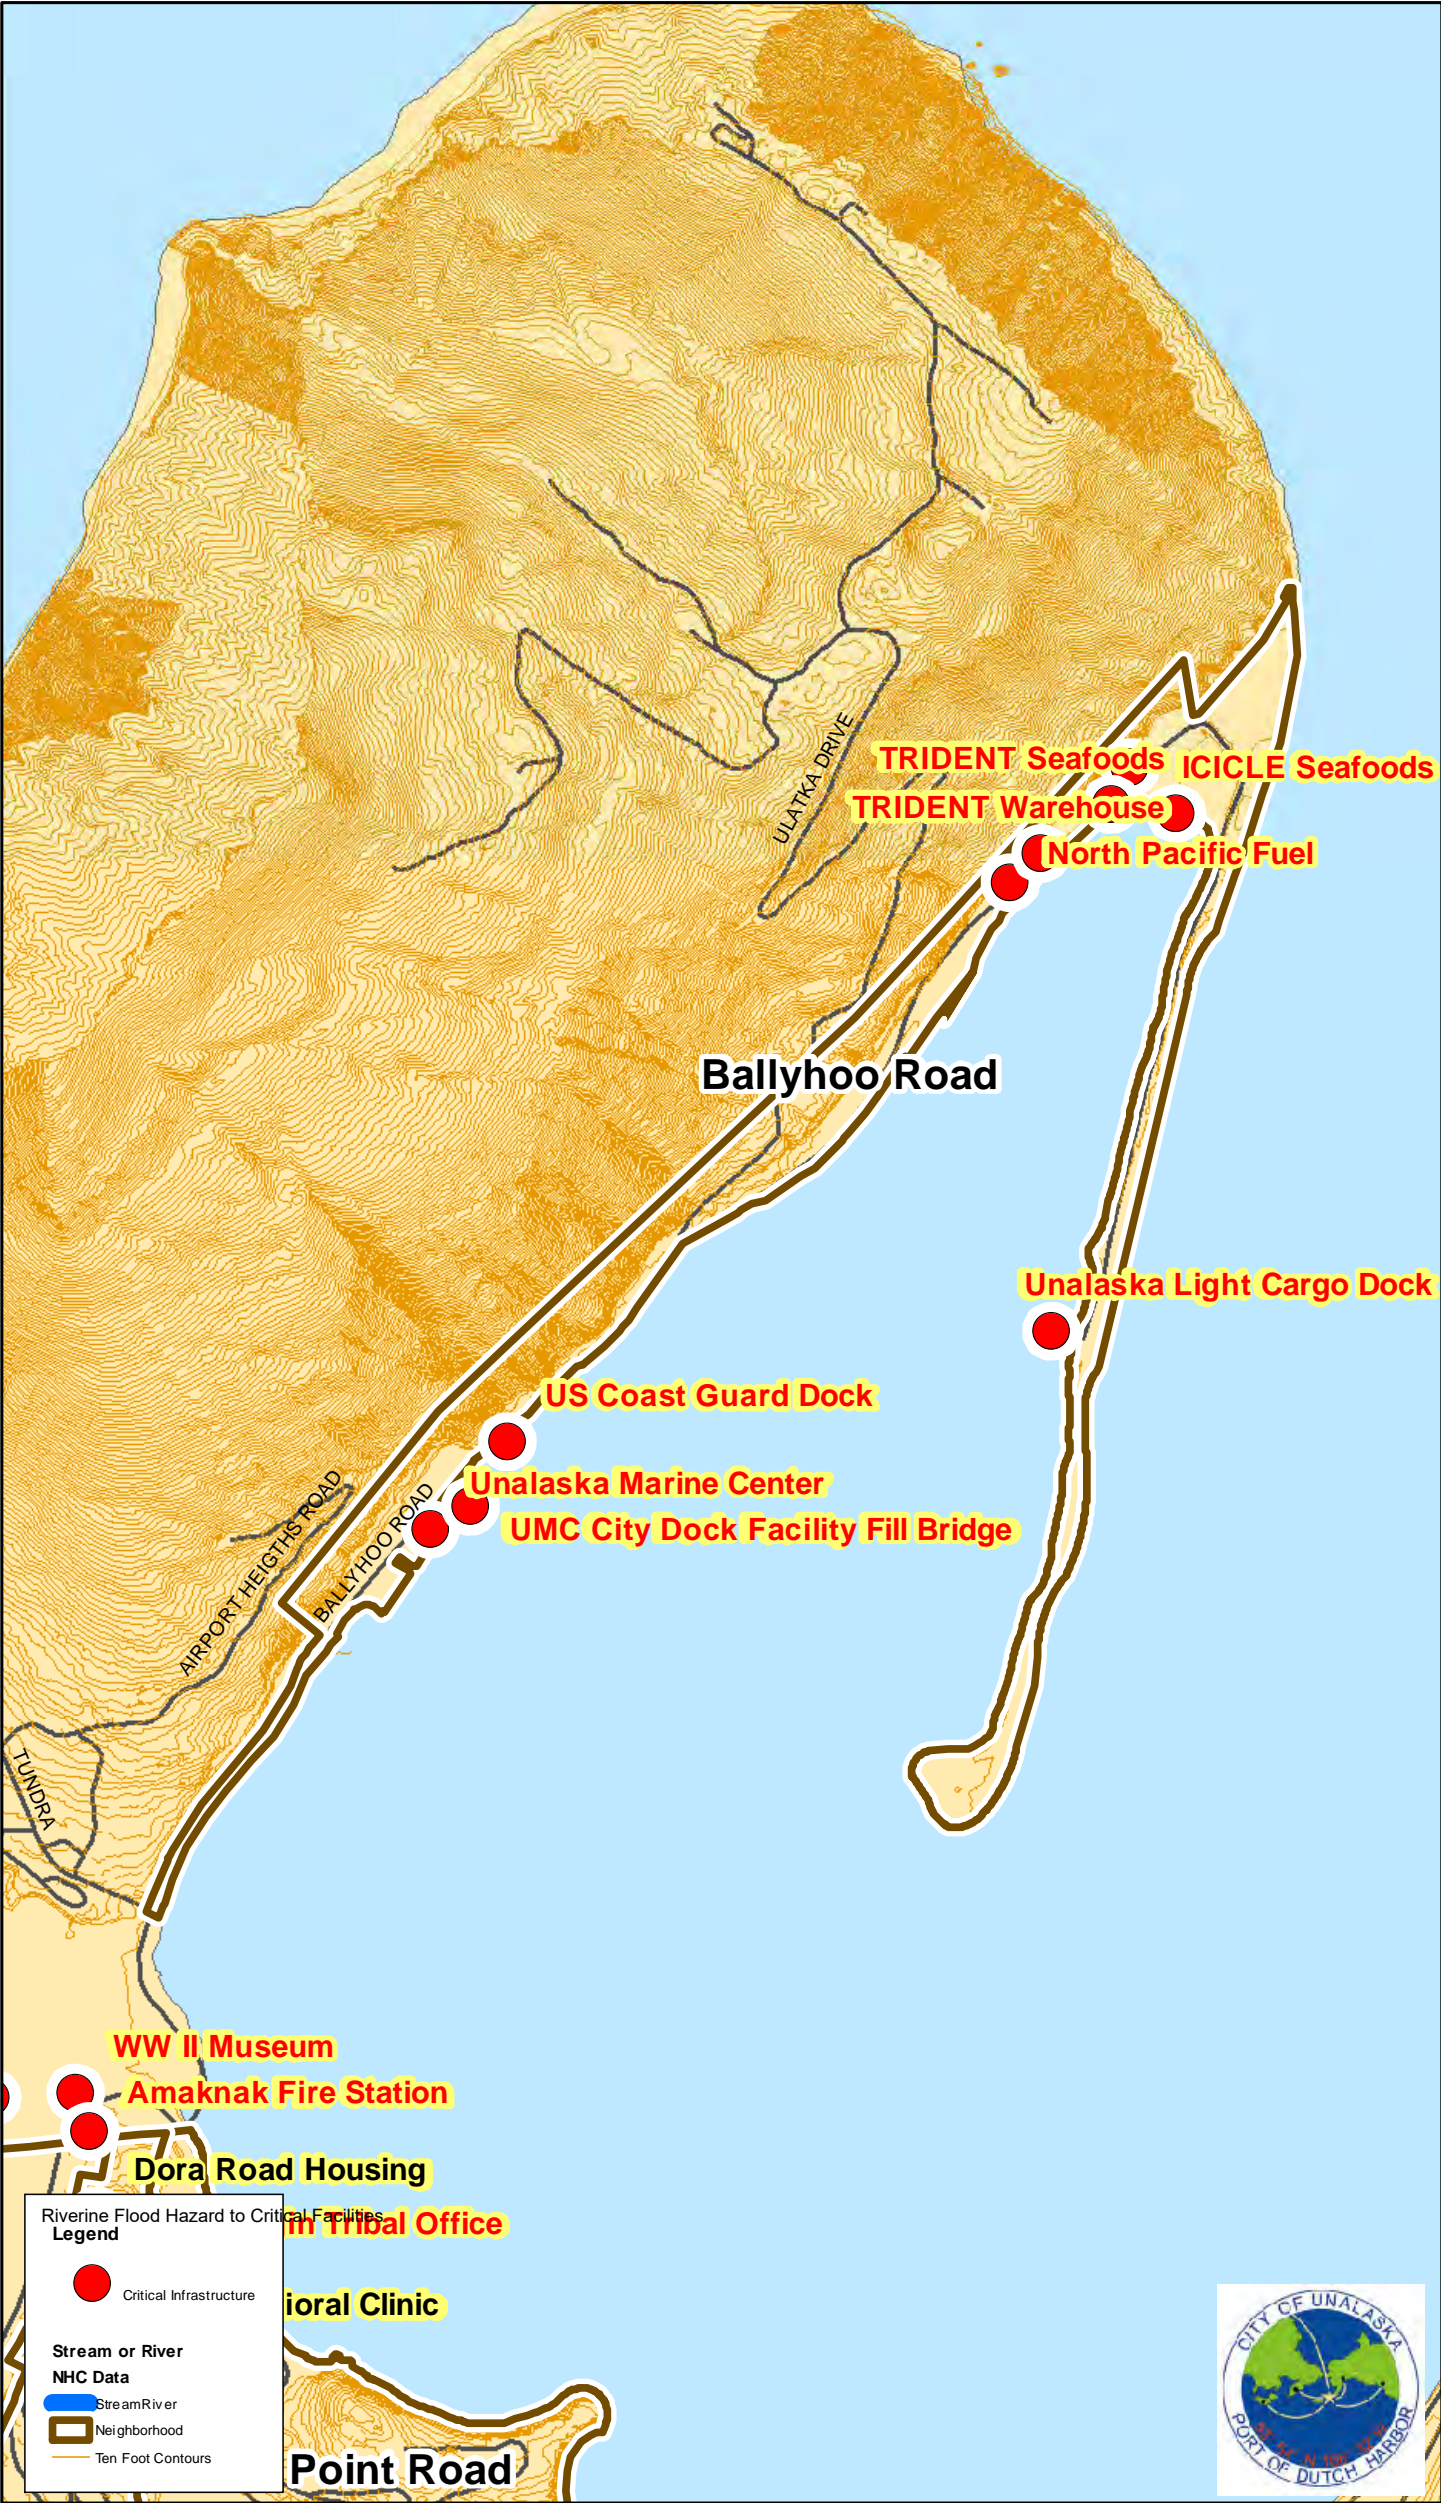 ULATKA DRIVE
TRIDENT Seafoods
ICICLE Seafoods
TRIDENT Warehouse
North Pacific Fuel
Ballyhoo Road
Unalaska Light Cargo Dock
US Coast Guard Dock
Unalaska Marine Center
UMC City Dock Facility Fill Bridge
AIRPORT HEIGTHS ROAD
BALLYHOO ROAD
TUNDRA
WW II Museum
Amaknak Fire Station
Dora Road Housing
in Tribal Office
ioral Clinic
Riverine Flood Hazard to Critical Facilities
Legend
Critical Infrastructure
Stream or River
NHC Data
StreamRiver
Neighborhood
Ten Foot Contours
Point Road
CITY OF UNALASKA
PORT OF DUTCH HARBOR